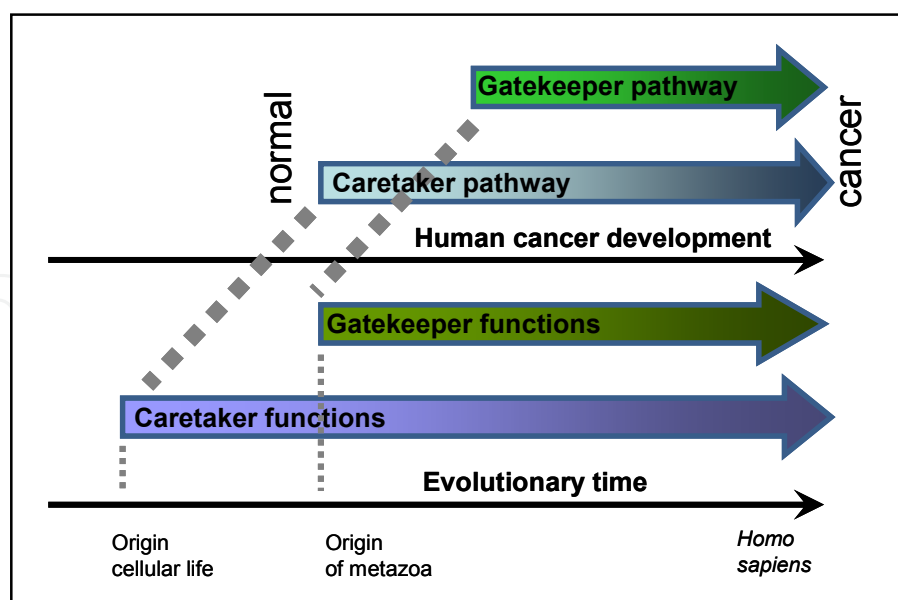 Gatekeeper pathway
normal
cancer
Caretaker pathway
Human cancer development
Gatekeeper functions
Caretaker functions
Evolutionary time
Origin
cellular life
Origin
of metazoa
Homo
sapiens